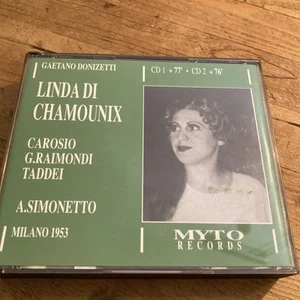 GAETANO DONIZETTI
CD 1 + 77' • CD 2 + 76'
LINDA DI
CHAMOUNIX
CAROSIO
G.RAIMONDI
TADDEI
A.SIMONETTO
MILANO 1953
MYTO
RECORDS